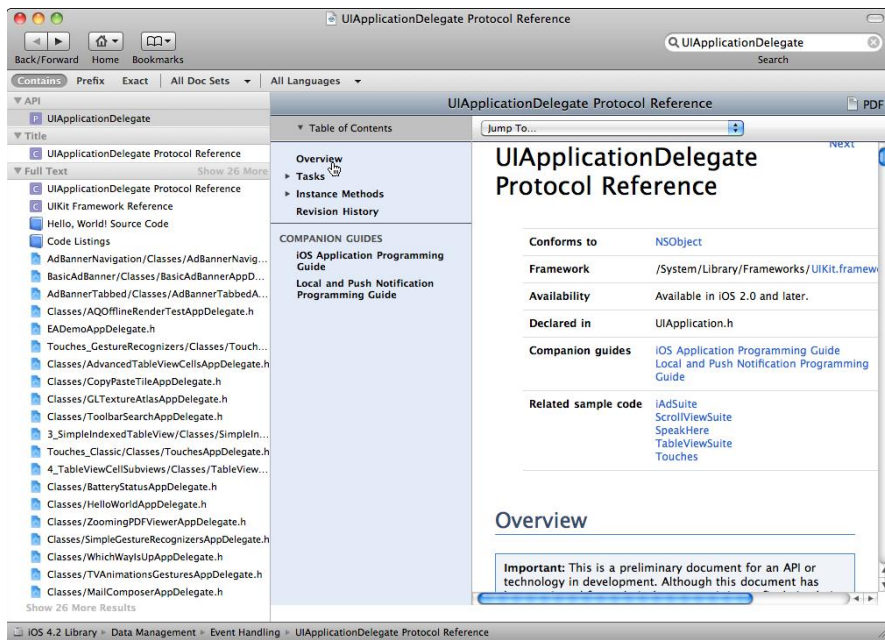 UIApplicationDelegate Protocol Reference
UIApplicationDelegate
Back/Forward Home Bookmarks
Search
Contains Prefix Exact All Doc Sets All Languages
API
UIApplicationDelegate
Title
UIApplicationDelegate Protocol Reference
Full Text Show 26 More
UIApplicationDelegate Protocol Reference
UIKit Framework Reference
Hello, World! Source Code
Code Listings
AdBannerNavigation/Classes/AdBannerNavig...
BasicAdBanner/Classes/BasicAdBannerAppD...
AdBannerTabbed/Classes/AdBannerTabbedA...
Classes/AQOfflineRenderTestAppDelegate.h
EADemoAppDelegate.h
Touches_GestureRecognizers/Classes/Touch...
Classes/AdvancedTableViewCellsAppDelegate.h
Classes/CopyPasteTileAppDelegate.h
Classes/GLTextureAtlasAppDelegate.h
Classes/ToolbarSearchAppDelegate.h
3_SimpleIndexedTableView/Classes/SimpleIn...
Touches_Classic/Classes/TouchesAppDelegate.h
4_TableViewCellSubviews/Classes/TableView...
Classes/BatteryStatusAppDelegate.h
Classes/HelloWorldAppDelegate.h
Classes/ZoomingPDFViewerAppDelegate.h
Classes/SimpleGestureRecognizersAppDelegate.h
Classes/WhichWayIsUpAppDelegate.h
Classes/TVAnimationsGesturesAppDelegate.h
Classes/MailComposerAppDelegate.h
Show 26 More Results
UIApplicationDelegate Protocol Reference
PDF
Table of Contents
Overview
Tasks
Instance Methods
Revision History
COMPANION GUIDES
iOS Application Programming
Guide
Local and Push Notification
Programming Guide
Jump To...
Next
UIApplicationDelegate
Protocol Reference
Conforms to NSObject
Framework /System/Library/Frameworks/UIKit.framew
Availability Available in iOS 2.0 and later.
Declared in UIApplication.h
Companion guides iOS Application Programming Guide
Local and Push Notification Programming
Guide
Related sample code iAdSuite
ScrollViewSuite
SpeakHere
TableViewSuite
Touches
Overview
Important: This is a preliminary document for an API or
technology in development. Although this document has
iOS 4.2 Library Data Management Event Handling UIApplicationDelegate Protocol Reference